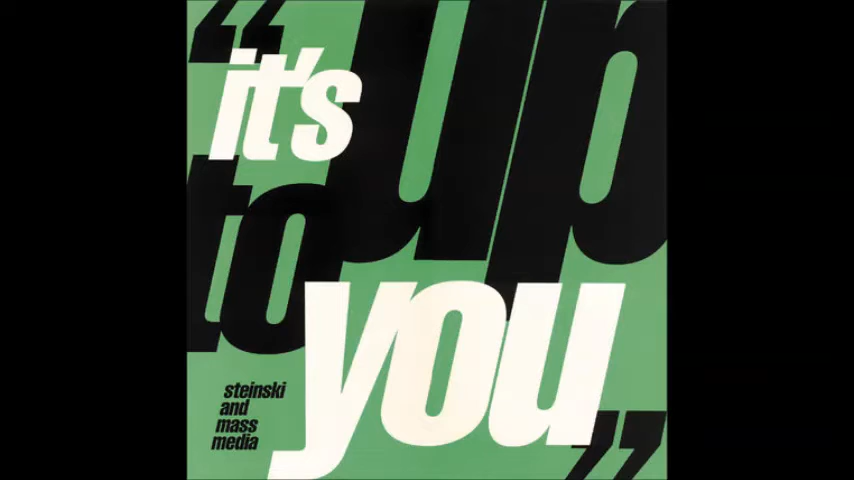 “it's up
to
you”
steinski
and
mass
media